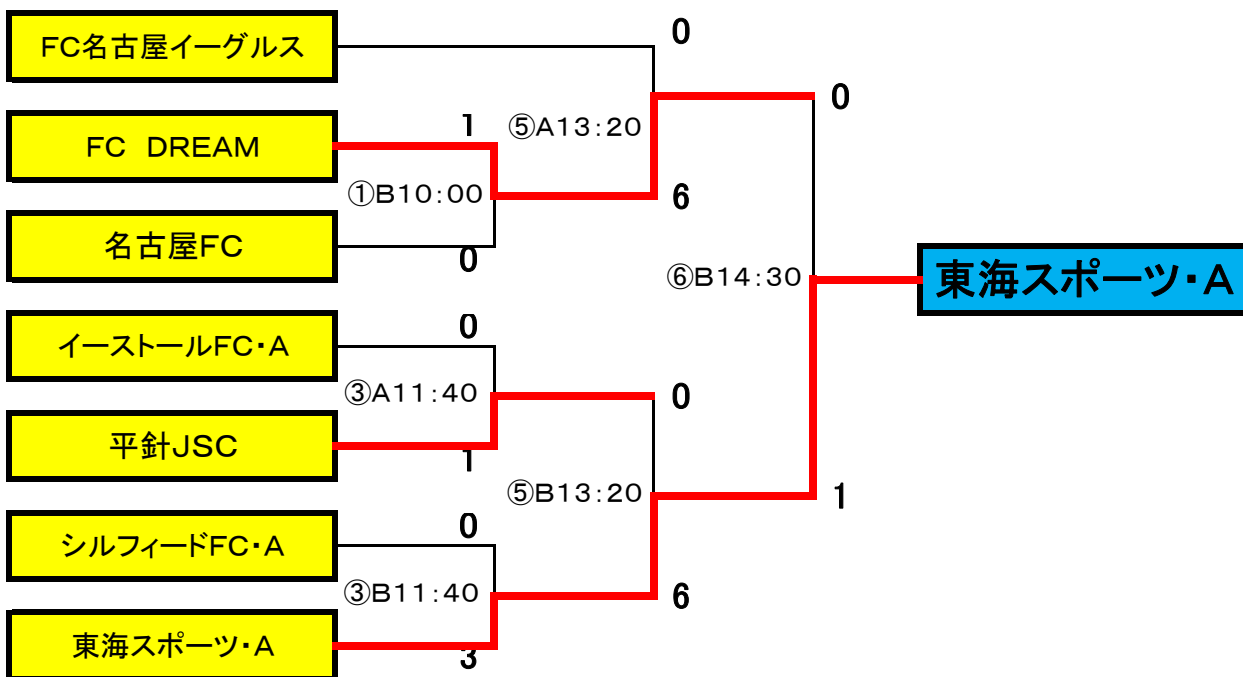 FC名古屋イーグルス
0
0
FC DREAM
1
⑤A13:20
①B10:00
6
名古屋FC
0
⑥B14:30
東海スポーツ・A
イーストールFC・A
0
③A11:40
0
平針JSC
1
⑤B13:20
1
シルフィードFC・A
0
③B11:40
6
東海スポーツ・A
3